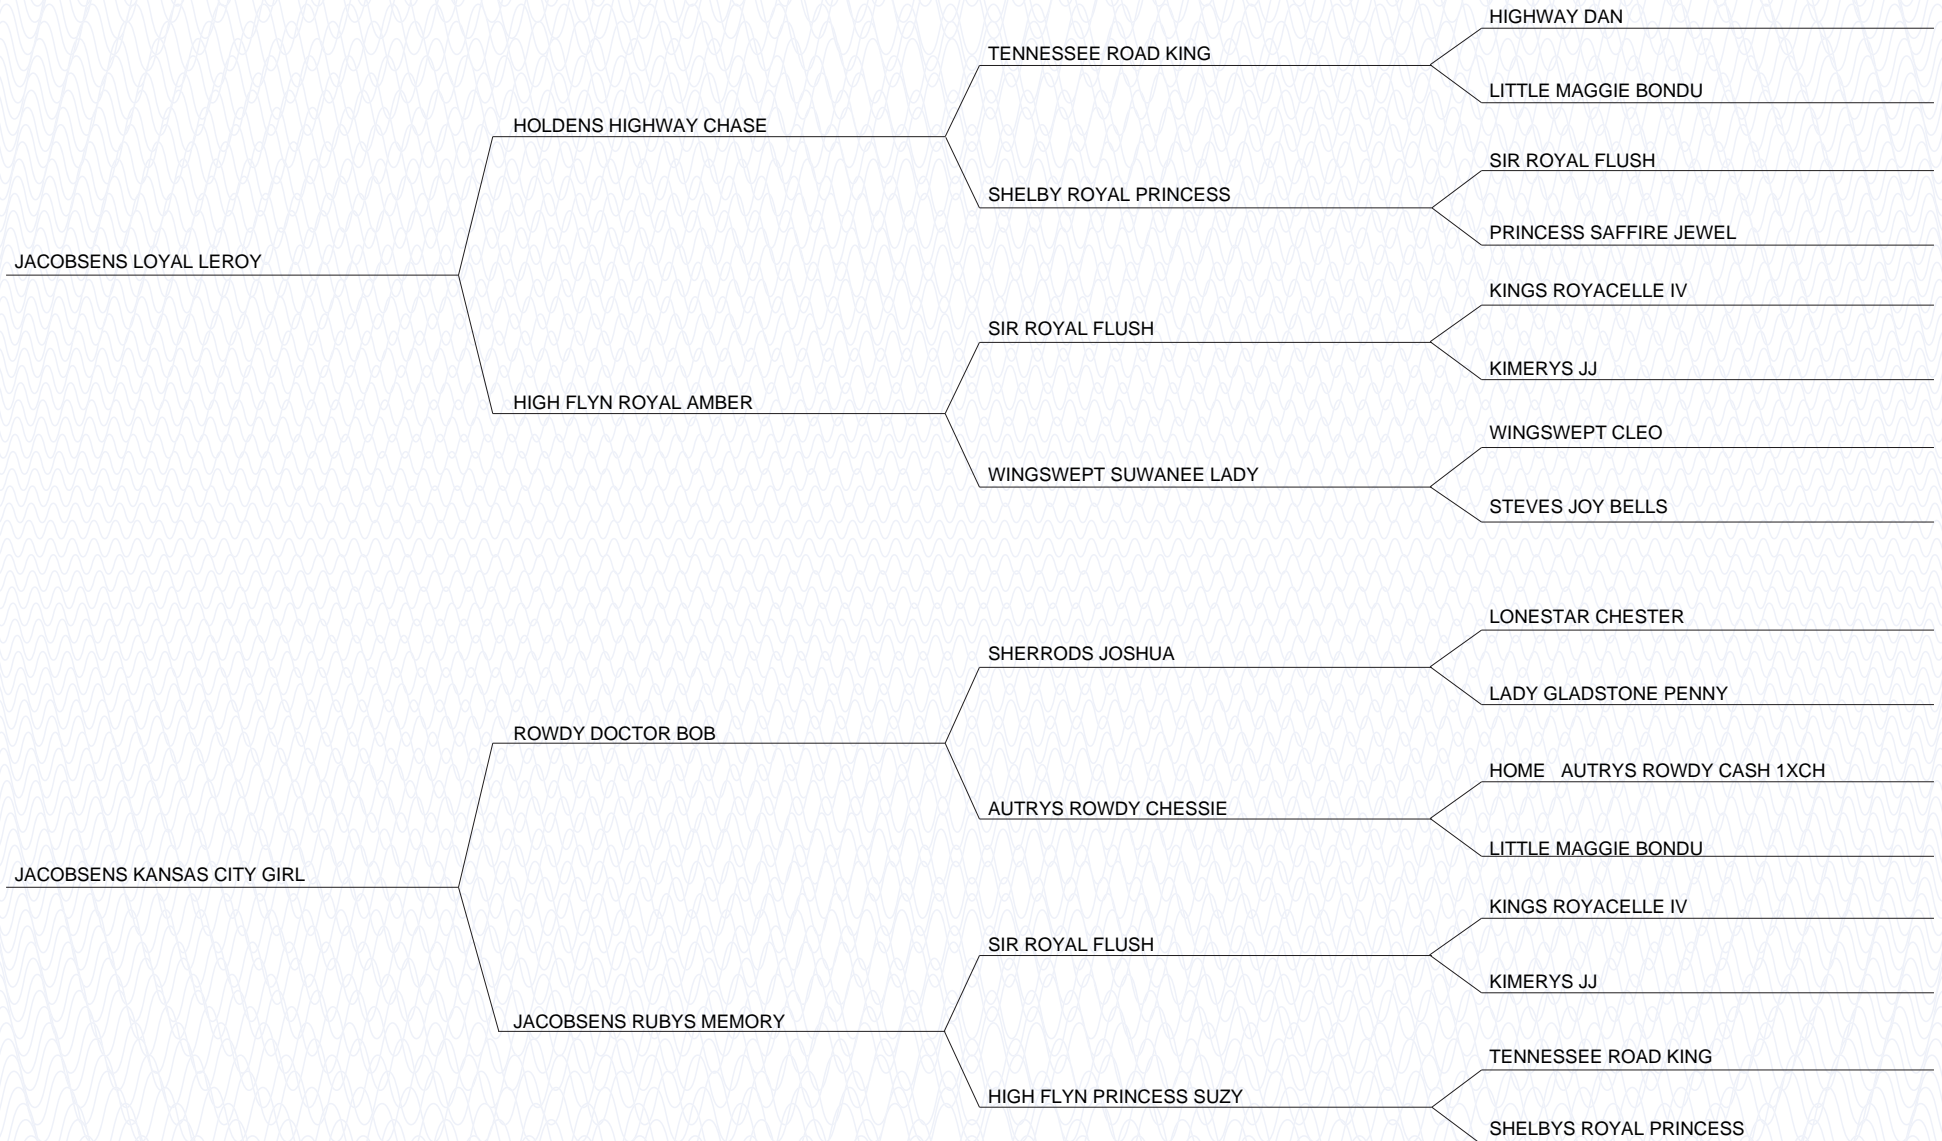 HIGHWAY DAN
TENNESSEE ROAD KING
LITTLE MAGGIE BONDU
HOLDENS HIGHWAY CHASE
SIR ROYAL FLUSH
SHELBY ROYAL PRINCESS
PRINCESS SAFFIRE JEWEL
JACOBSENS LOYAL LEROY
KINGS ROYACELLE IV
SIR ROYAL FLUSH
KIMERYS JJ
HIGH FLYN ROYAL AMBER
WINGSWEPT CLEO
WINGSWEPT SUWANEE LADY
STEVES JOY BELLS
LONESTAR CHESTER
SHERRODS JOSHUA
LADY GLADSTONE PENNY
ROWDY DOCTOR BOB
HOME AUTRYS ROWDY CASH 1XCH
AUTRYS ROWDY CHESSIE
LITTLE MAGGIE BONDU
JACOBSENS KANSAS CITY GIRL
KINGS ROYACELLE IV
SIR ROYAL FLUSH
KIMERYS JJ
JACOBSENS RUBYS MEMORY
TENNESSEE ROAD KING
HIGH FLYN PRINCESS SUZY
SHELBYS ROYAL PRINCESS